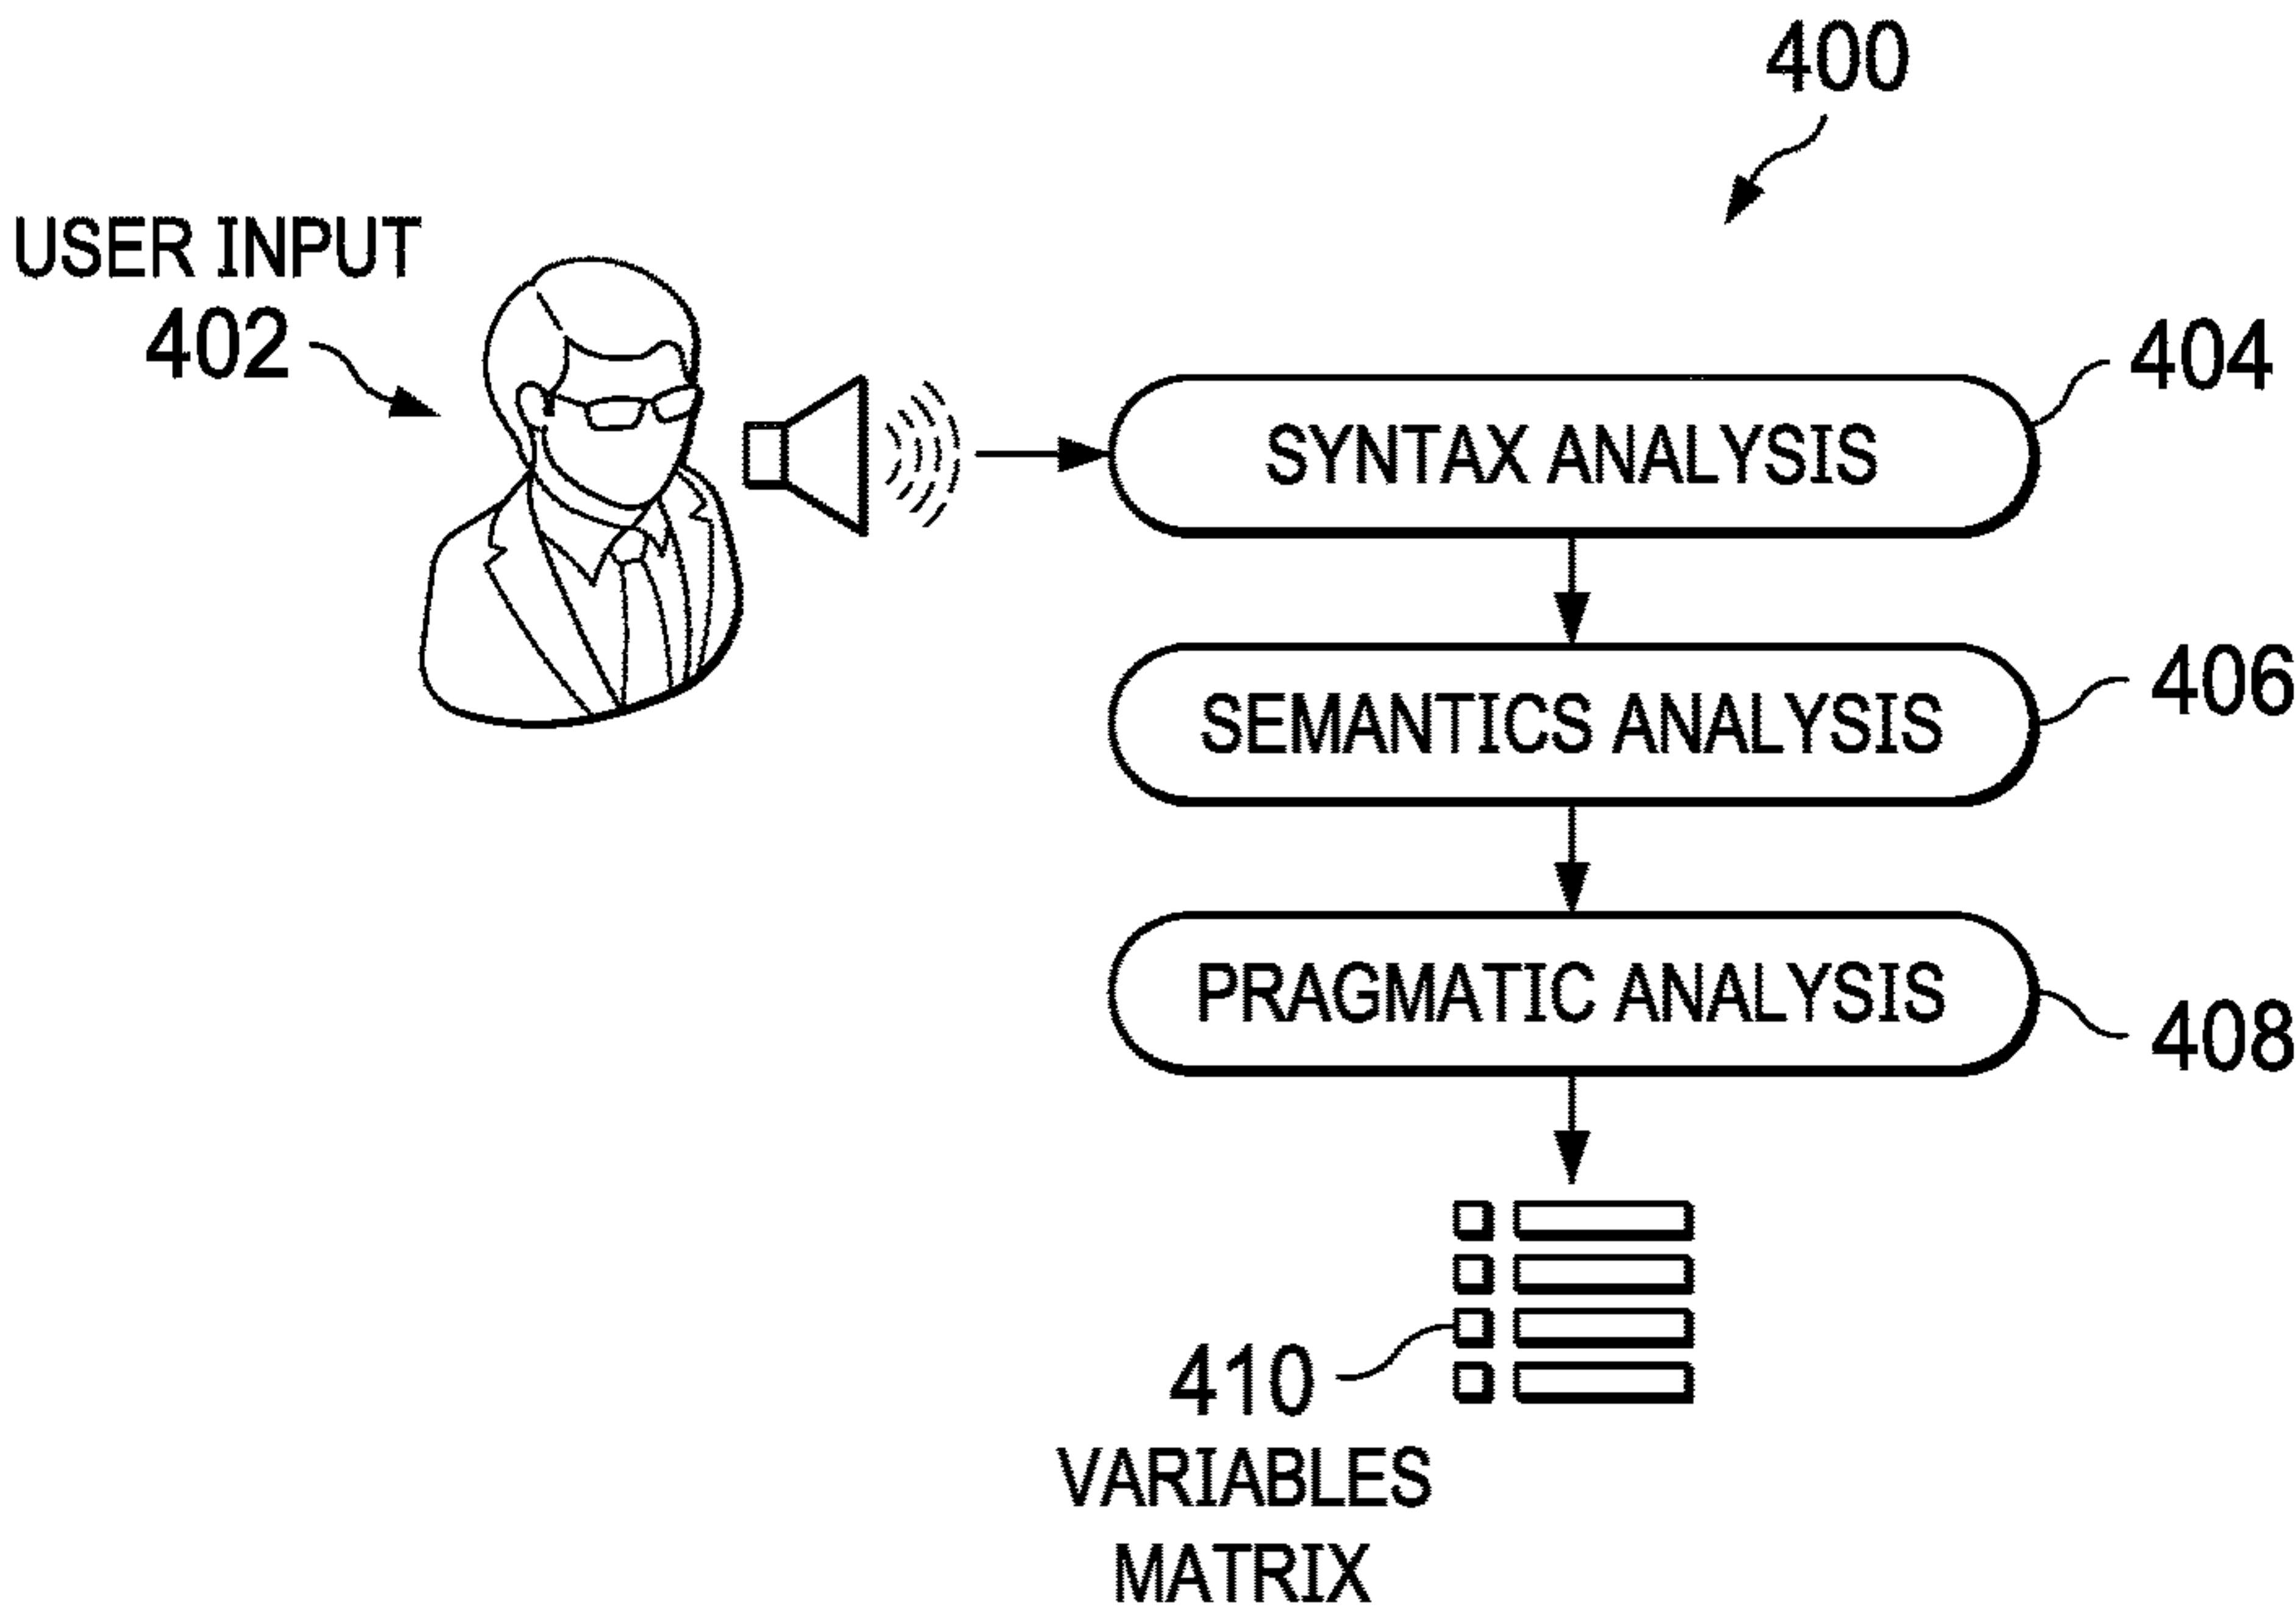 400
USER INPUT
402
404
SYNTAX ANALYSIS
406
SEMANTICS ANALYSIS
PRAGMATIC ANALYSIS
408
410
VARIABLES
MATRIX